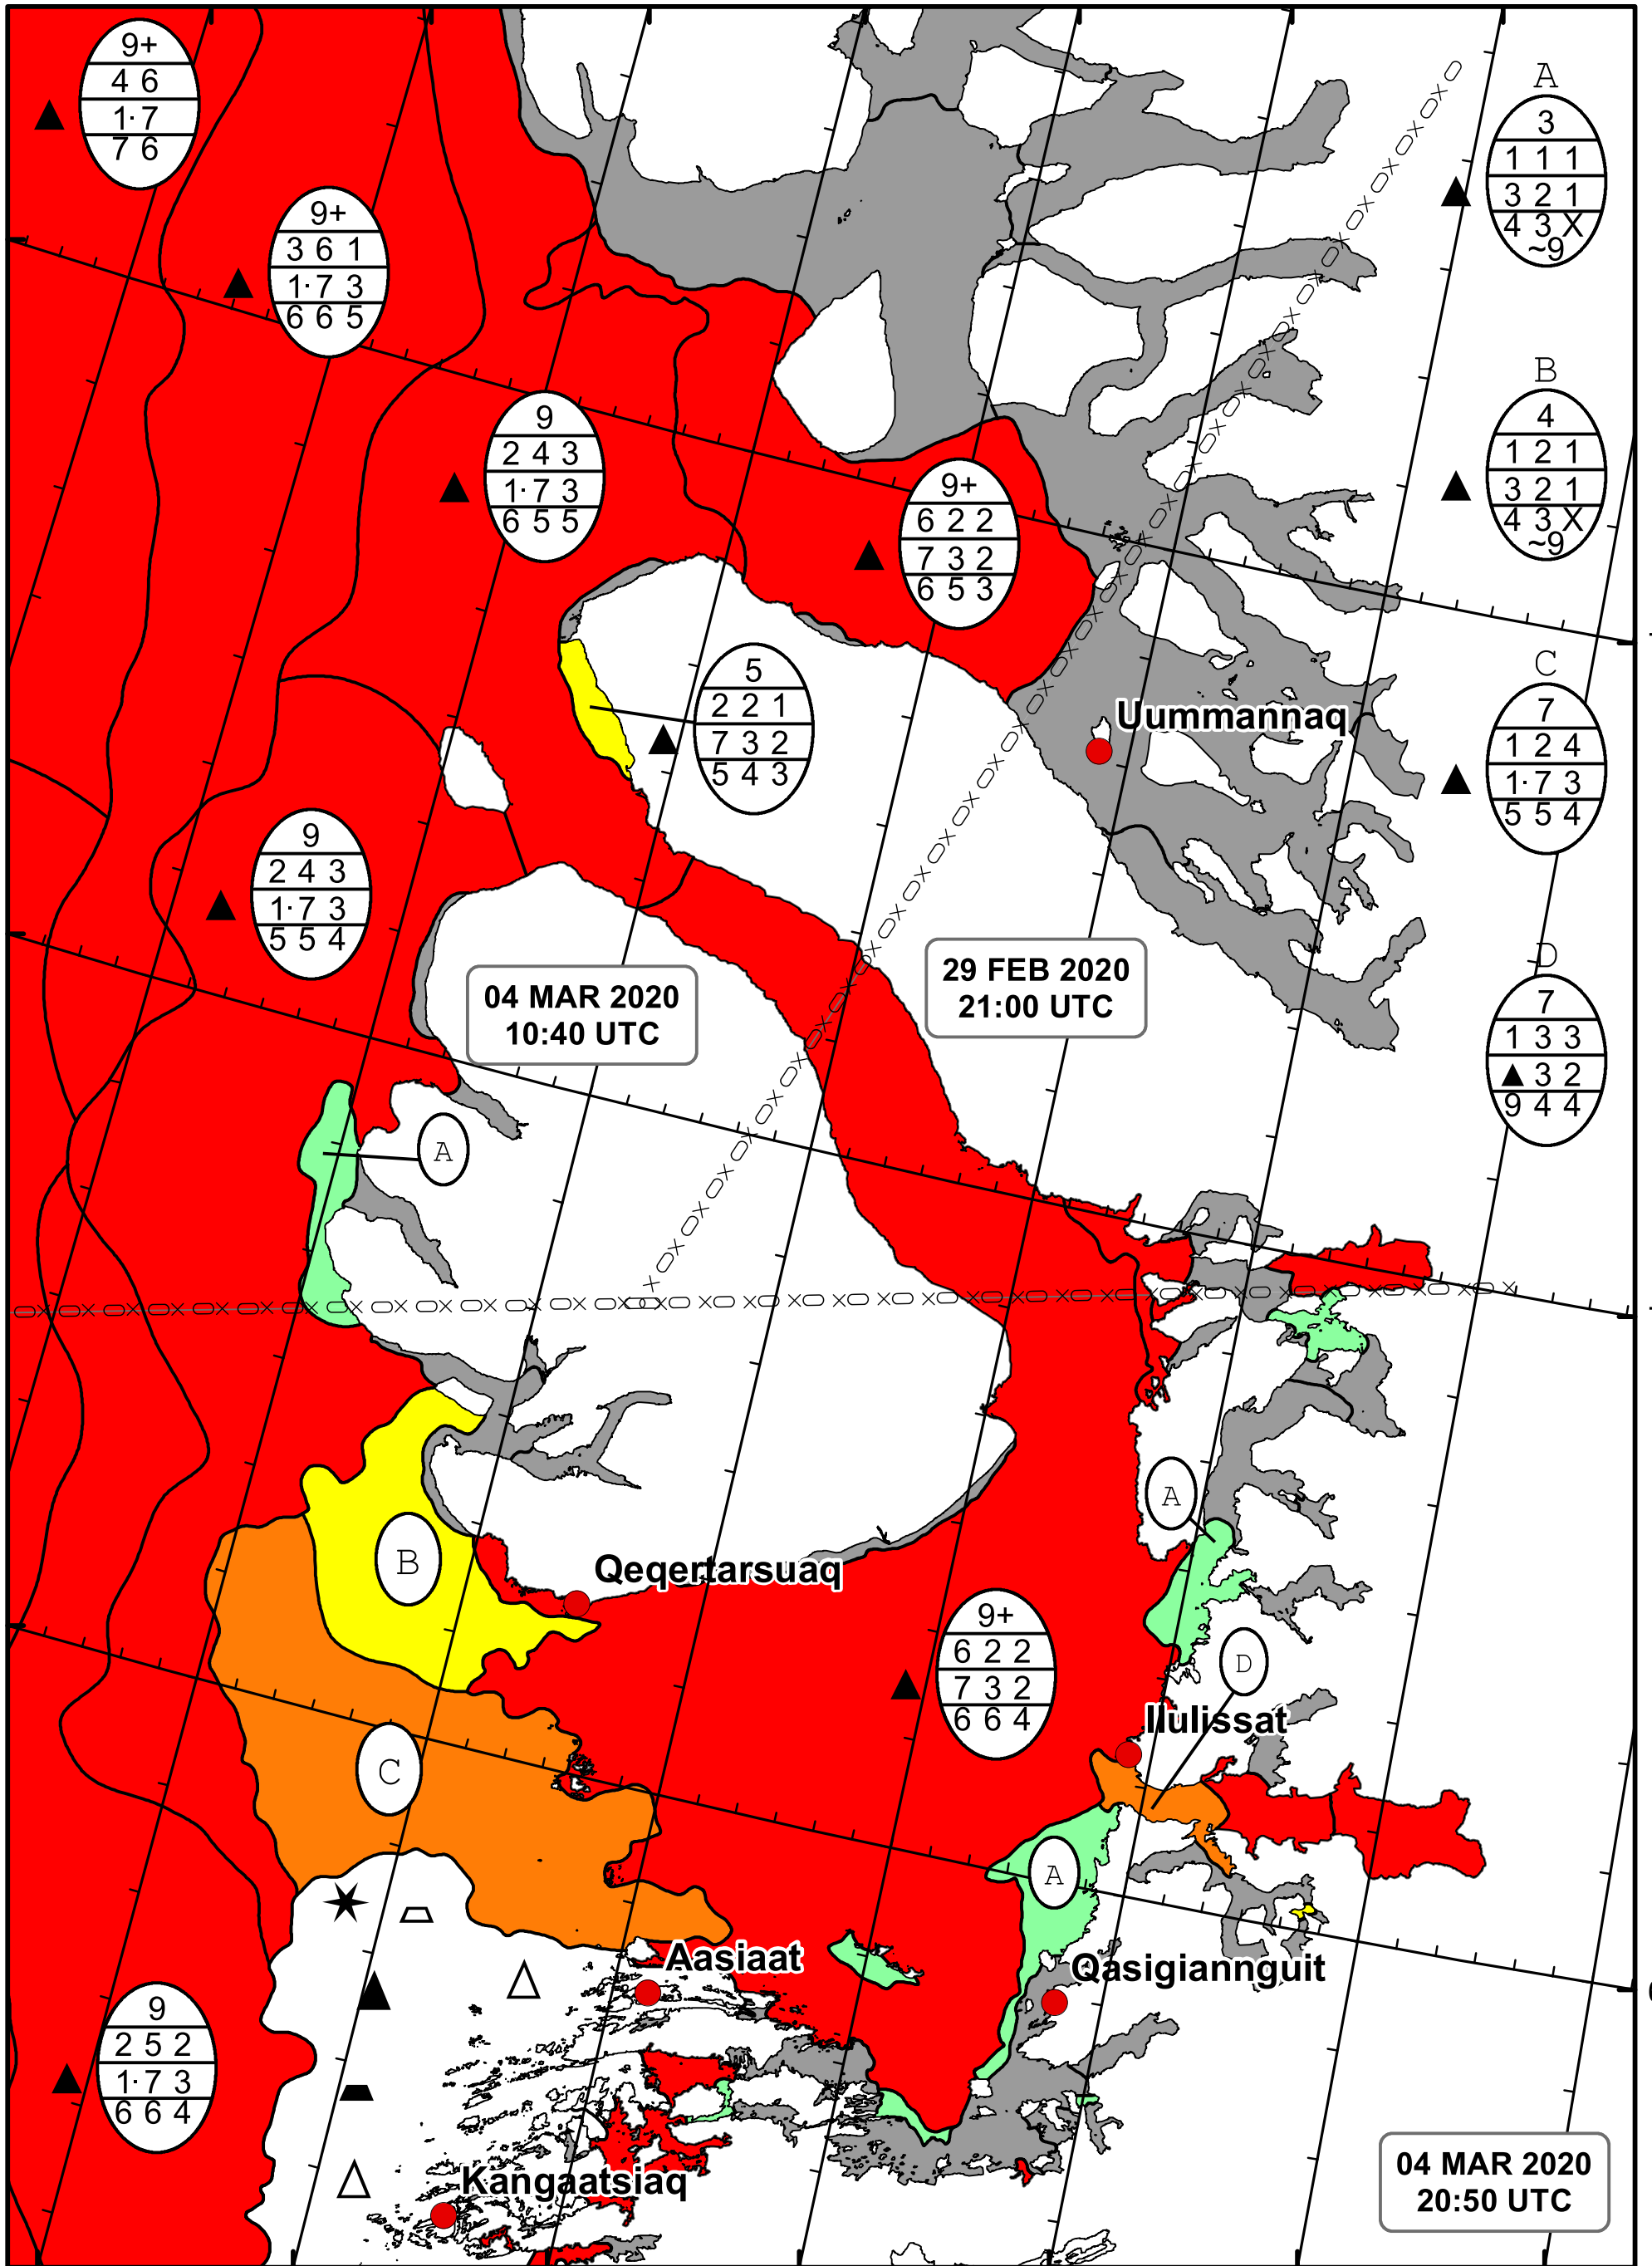 9+
4 6
1· 7
7 6
9+
3 6 1
1· 7 3
6 6 5
9
2 4 3
1· 7 3
6 5 5
9+
6 2 2
7 3 2
6 5 3
A
3
1 1 1
3 2 1
4 3 X
~9
B
4
1 2 1
3 2 1
4 3 X
~9
5
2 2 1
7 3 2
5 4 3
Uummannaq
C
7
1 2 4
1· 7 3
5 5 4
9
2 4 3
1· 7 3
5 5 4
04 MAR 2020
10:40 UTC
29 FEB 2020
21:00 UTC
D
7
1 3 3
▲ 3 2
9 4 4
A
A
B
Qeqertarsuaq
9+
6 2 2
7 3 2
6 6 4
D
Ilulissat
C
A
Aasiaat
Qasigiannguit
9
2 5 2
1· 7 3
6 6 4
Kangaatsiaq
04 MAR 2020
20:50 UTC